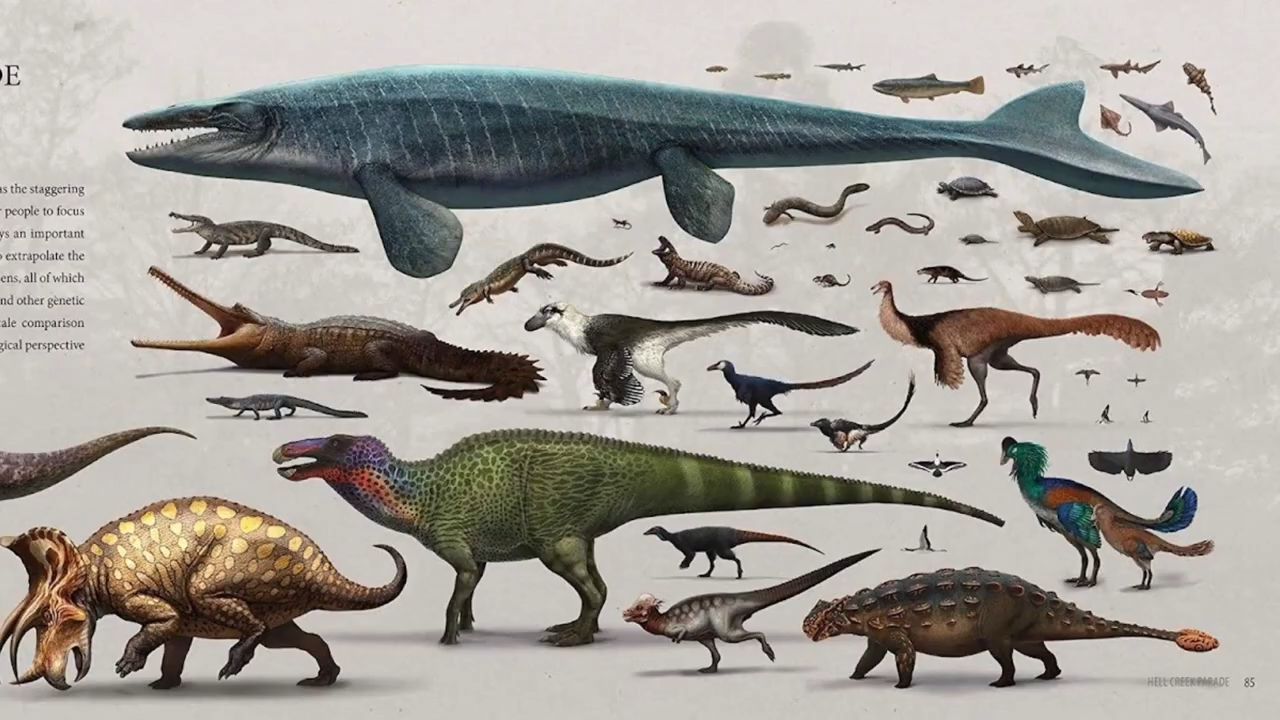 DE
as the staggering
r people to focus
ys an important
o extrapolate the
ens, all of which
nd other genetic
cale comparison
gical perspective
HELL CREEK PARADE 85